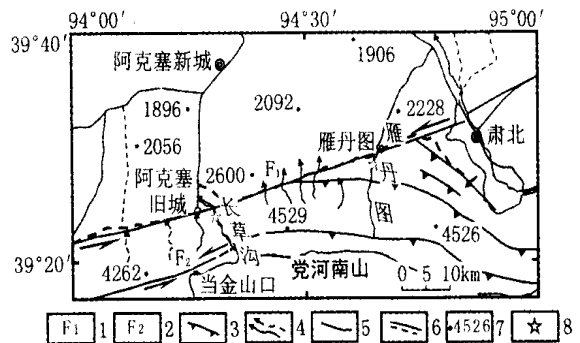 94°00′ 94°30′ 95°00′
39°40′
1906
阿克塞新城
1896
2092
2228
肃北
2056
雁丹图
雁丹图
阿克塞
旧城
2600
F₁
长草沟
4529
4526
39°20′
F₂
4262
党河南山
当金山口
0 5 10km
F₁ 1 F₂ 2 3 4 5 6 4526 7 8